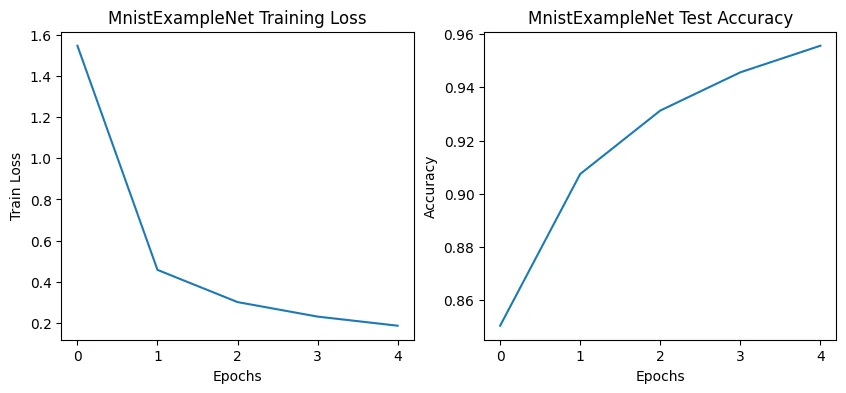 MnistExampleNet Training Loss
1.6
1.4
1.2
1.0
0.8
0.6
0.4
0.2
Train Loss
0 1 2 3 4
Epochs
MnistExampleNet Test Accuracy
0.96
0.94
0.92
0.90
0.88
0.86
Accuracy
0 1 2 3 4
Epochs